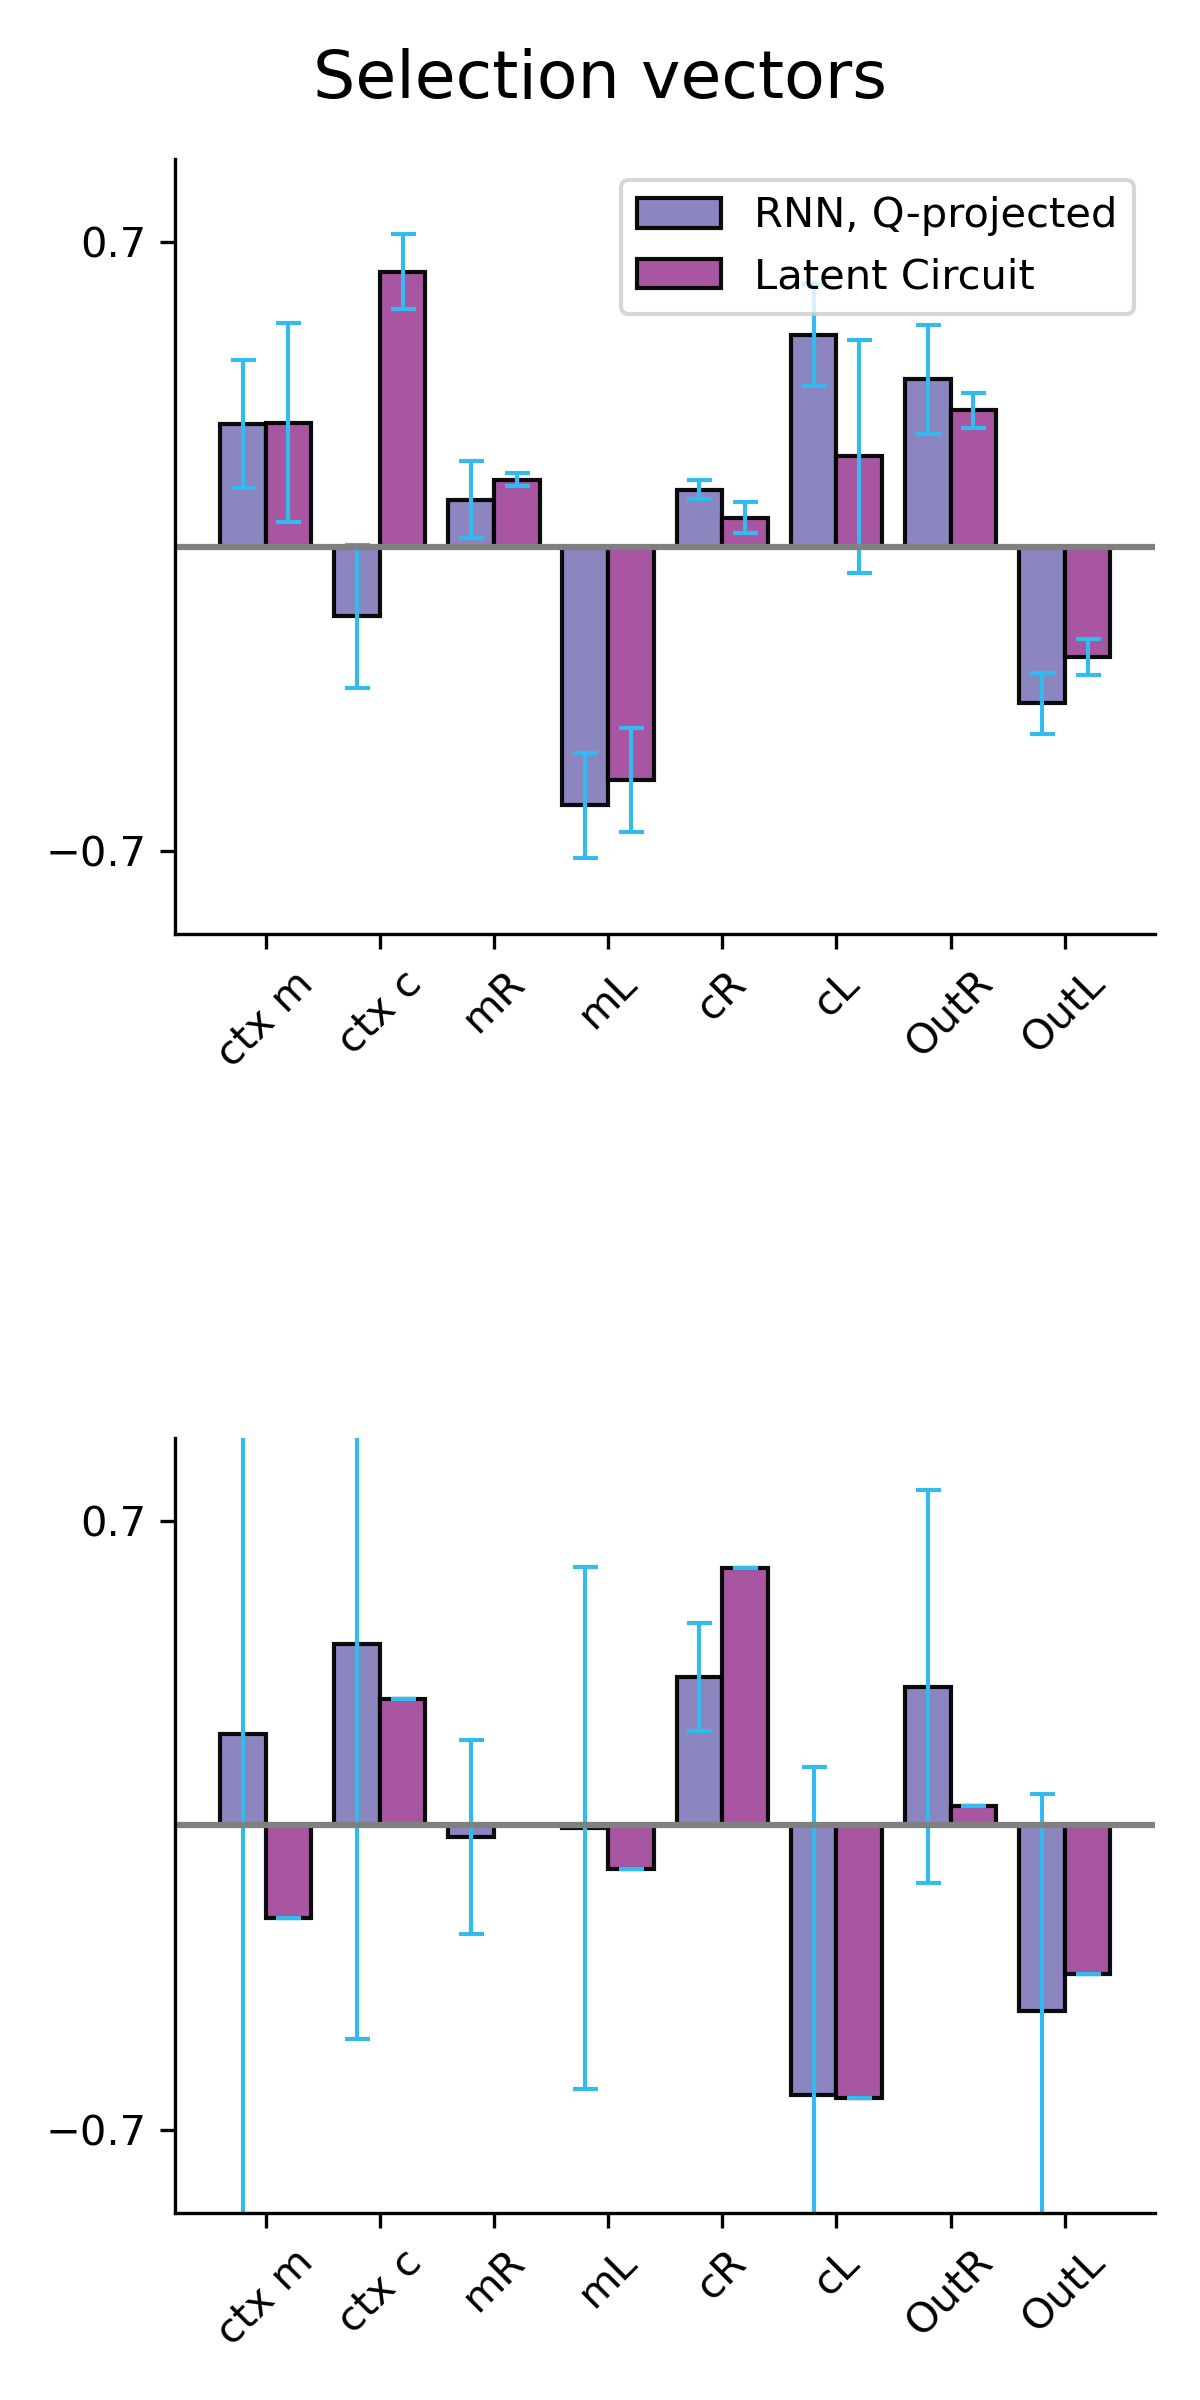 Selection vectors
RNN, Q-projected
Latent Circuit
0.7
−0.7
ctx m
ctx c
mR
mL
cR
cL
OutR
OutL
0.7
−0.7
ctx m
ctx c
mR
mL
cR
cL
OutR
OutL